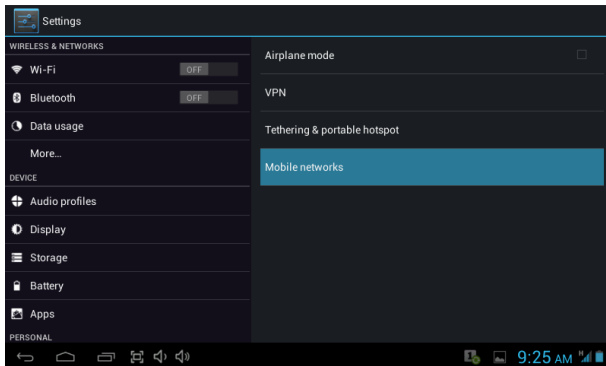 Settings
WIRELESS & NETWORKS
Wi-Fi OFF
Bluetooth OFF
Data usage
More...
DEVICE
Audio profiles
Display
Storage
Battery
Apps
PERSONAL
Airplane mode
VPN
Tethering & portable hotspot
Mobile networks
9:25 AM H